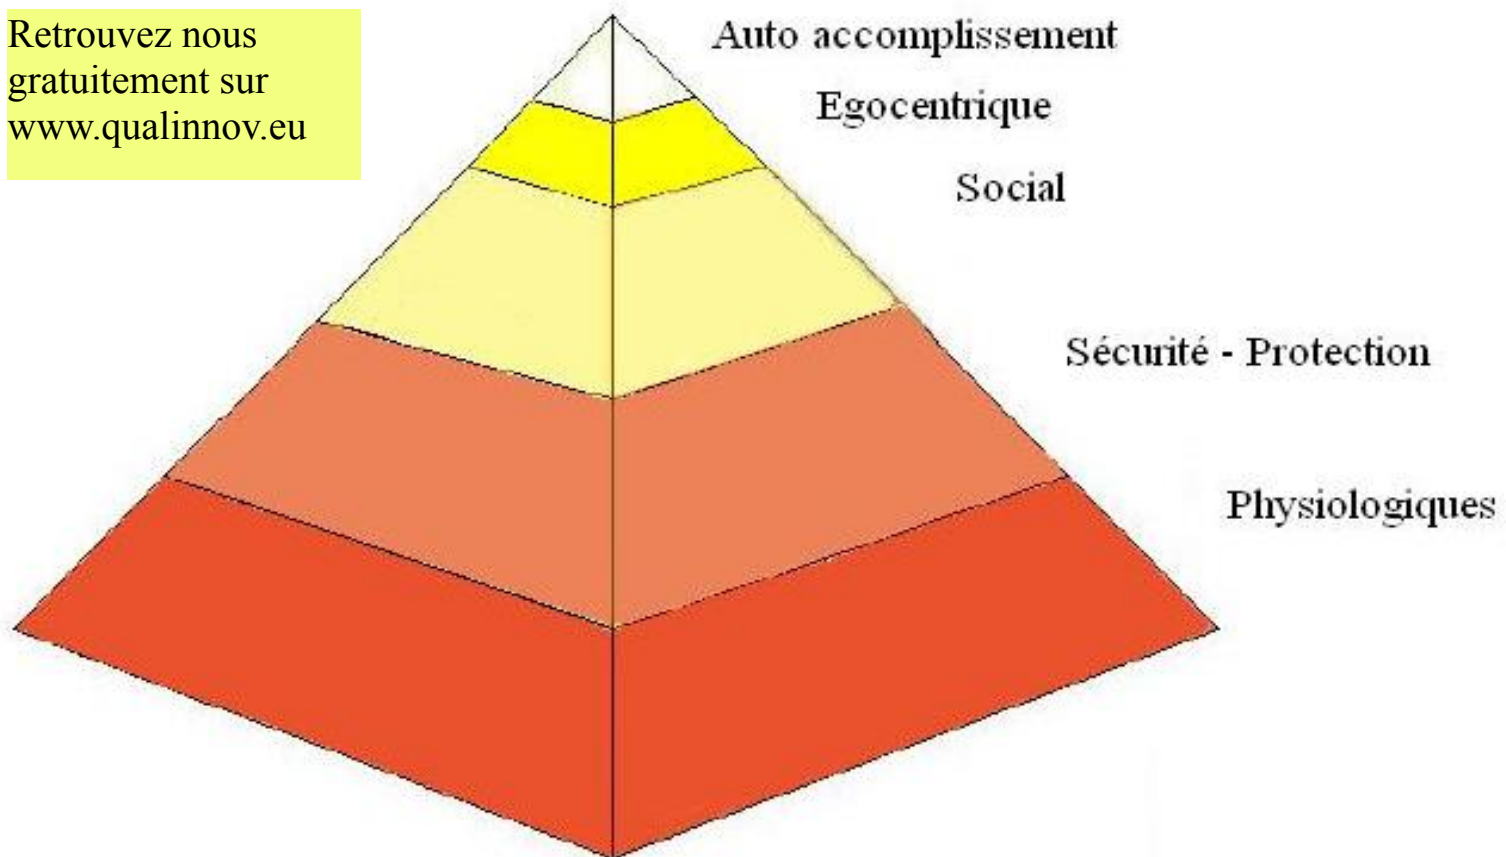 Retrouvez nous
gratuitement sur
www.qualinnov.eu
Auto accomplissement
Egocentrique
Social
Sécurité - Protection
Physiologiques